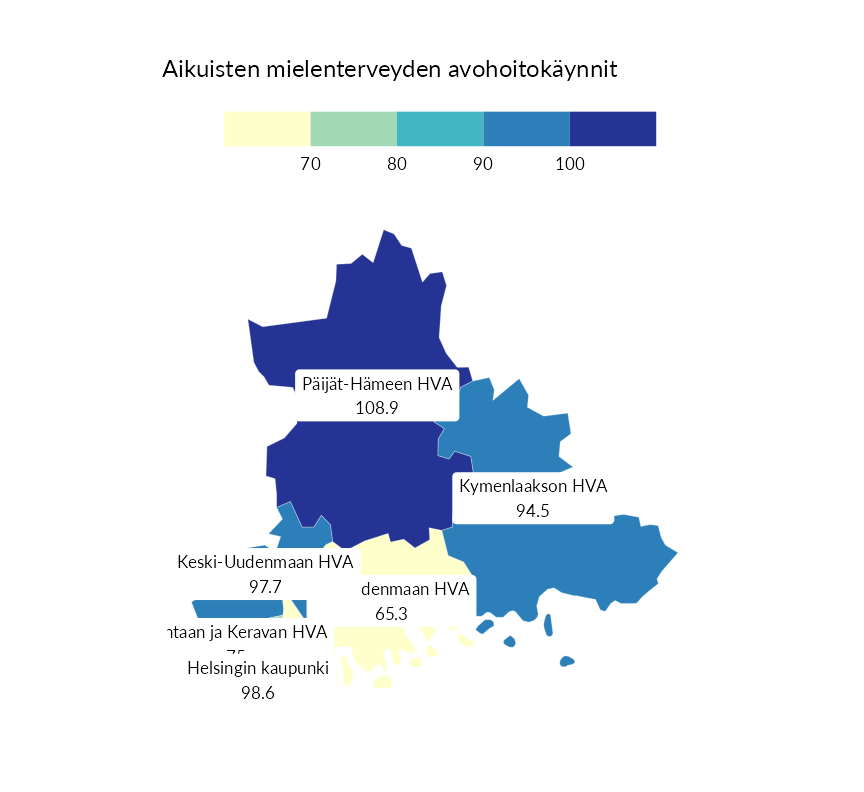 Aikuisten mielenterveyden avohoitokäynnit
70 80 90 100
Päijät-Hämeen HVA
108.9
Kymenlaakson HVA
94.5
Keski-Uudenmaan HVA
97.7
denmaan HVA
65.3
ntaan ja Keravan HVA
Helsingin kaupunki
98.6